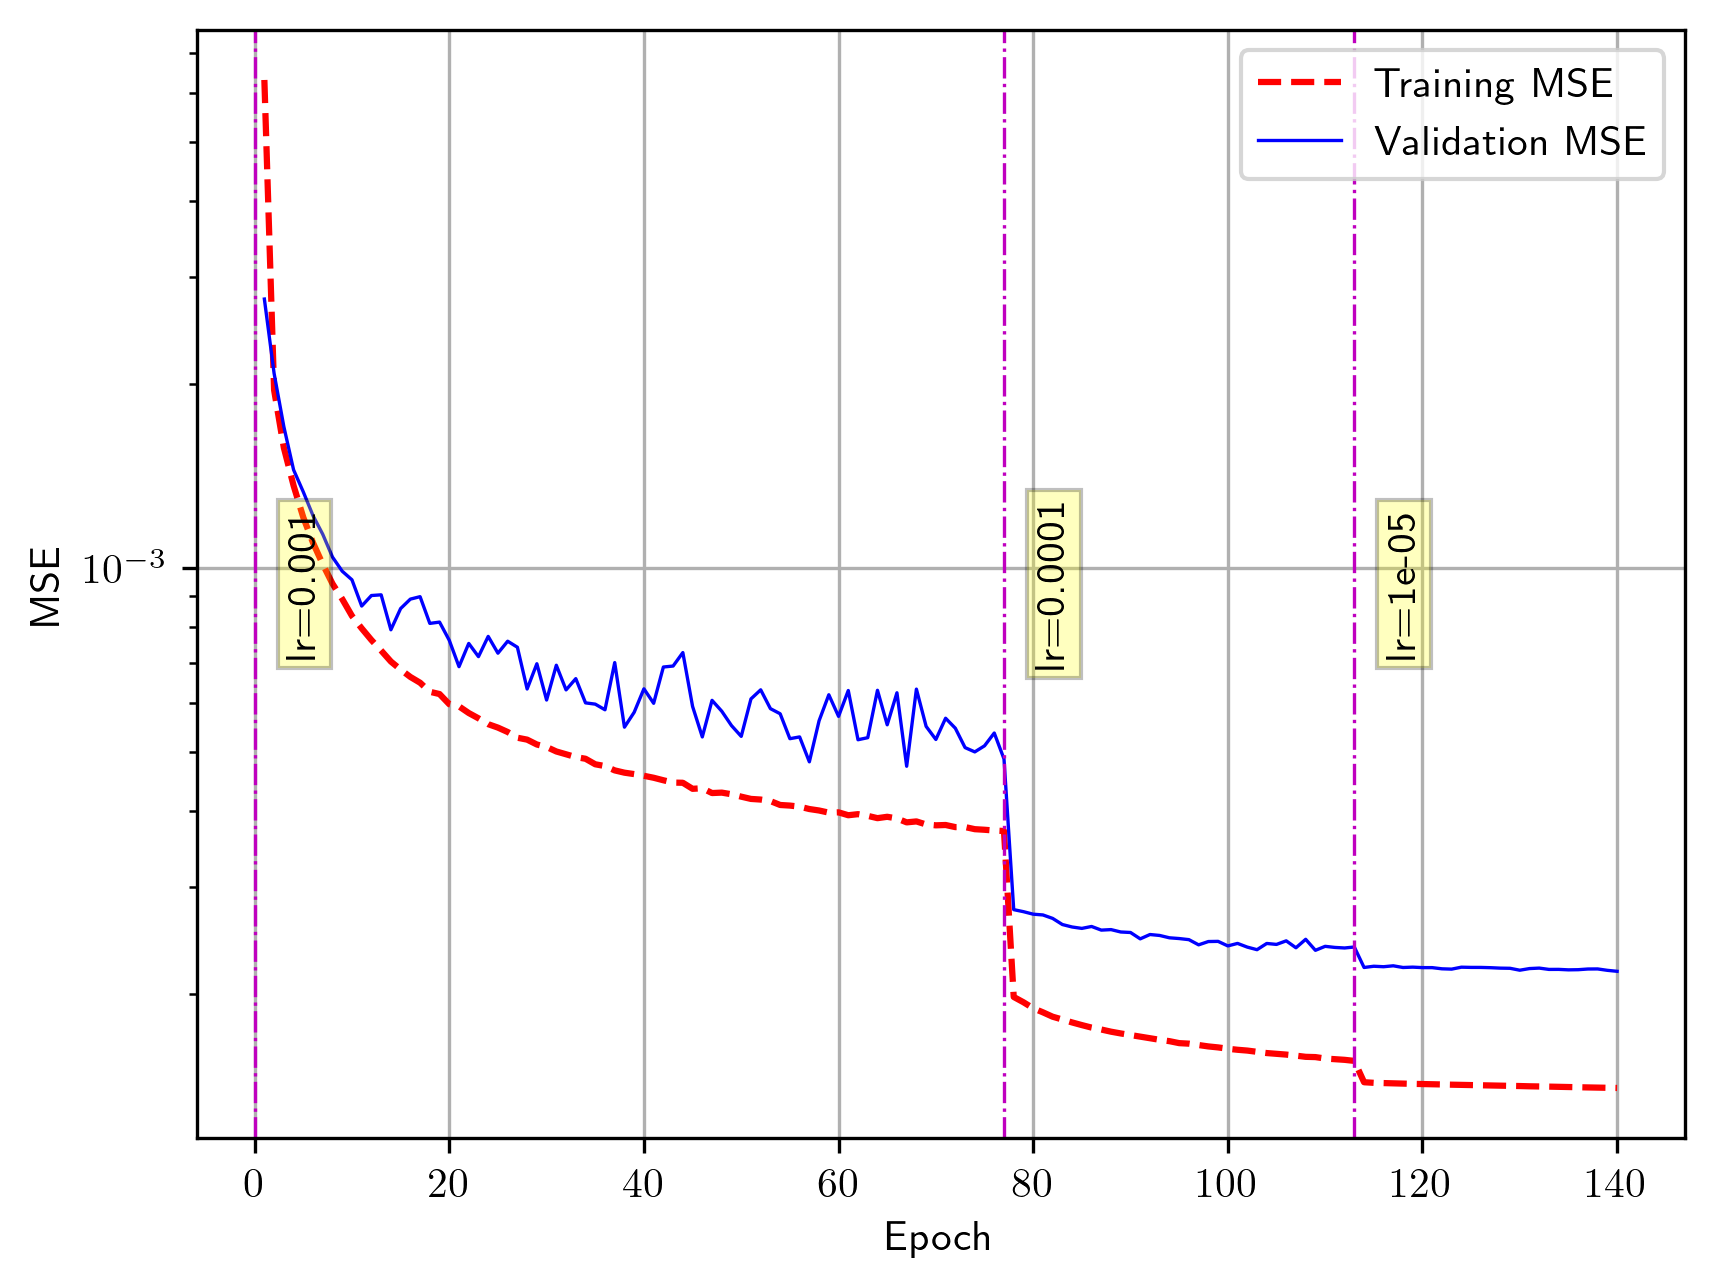 Training MSE
Validation MSE
lr=0.001
lr=0.0001
lr=1e-05
MSE
10⁻³
0 20 40 60 80 100 120 140
Epoch